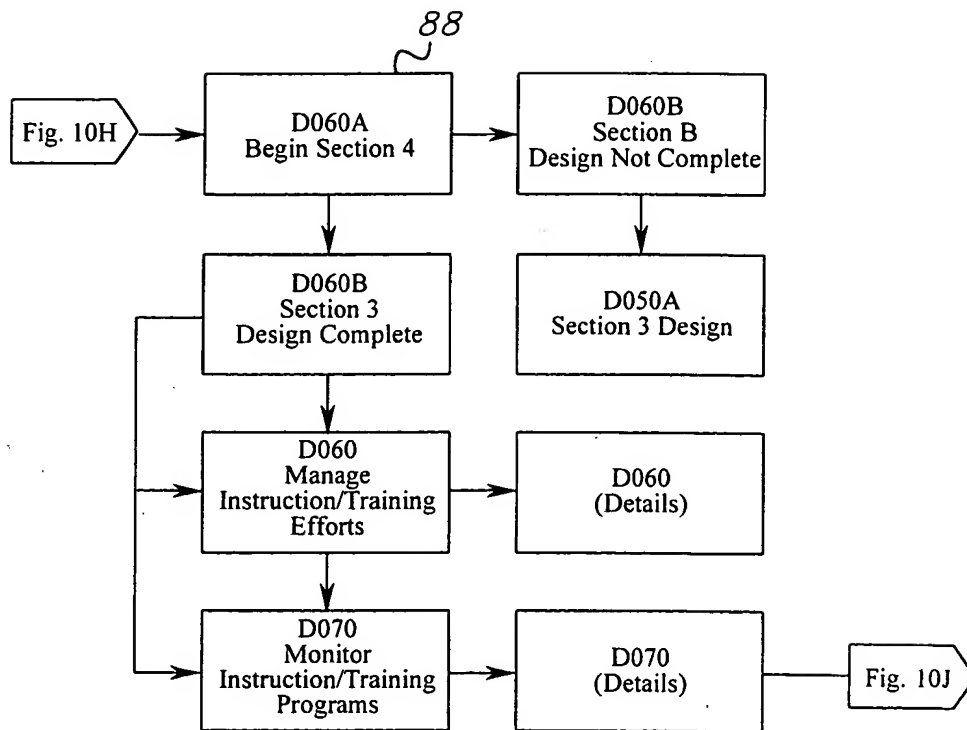 88
Fig. 10H
D060A
Begin Section 4
D060B
Section B
Design Not Complete
D060B
Section 3
Design Complete
D050A
Section 3 Design
D060
Manage
Instruction/Training
Efforts
D060
(Details)
D070
Monitor
Instruction/Training
Programs
D070
(Details)
Fig. 10J